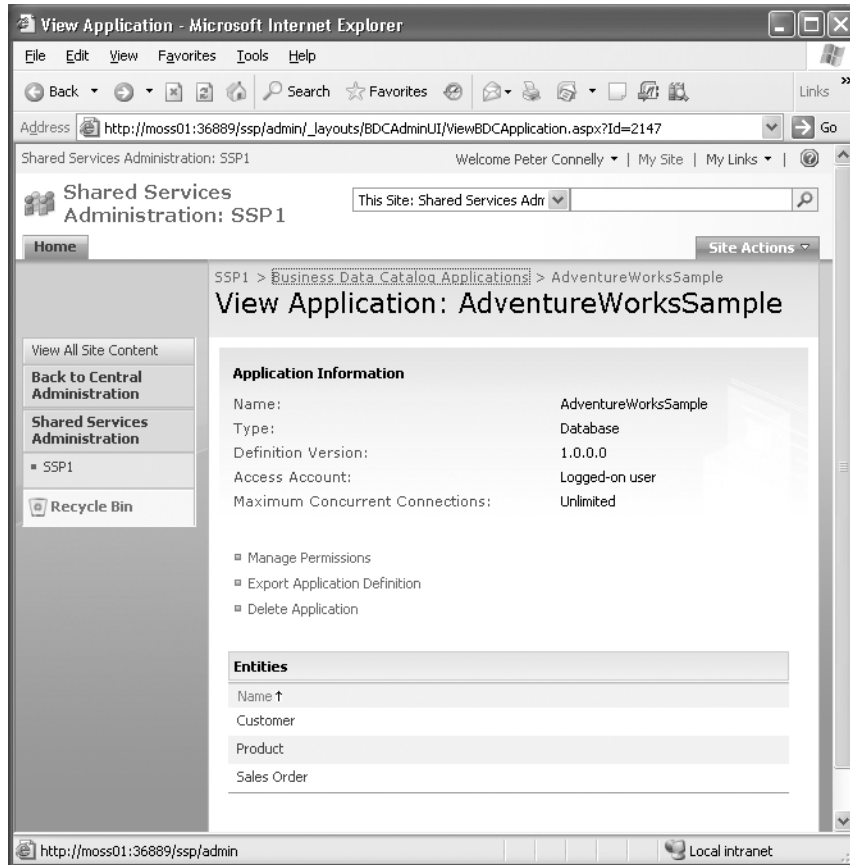 View Application - Microsoft Internet Explorer
File Edit View Favorites Tools Help
Back Search Favorites Links »
Address http://moss01:36889/ssp/admin/_layouts/BDCAdminUI/ViewBDCApplication.aspx?Id=2147 Go
Shared Services Administration: SSP1 Welcome Peter Connelly | My Site | My Links |
Shared Services
Administration: SSP1
This Site: Shared Services Adm
Home Site Actions
SSP1 > Business Data Catalog Applications > AdventureWorksSample
View Application: AdventureWorksSample
View All Site Content
Back to Central
Administration
Shared Services
Administration
SSP1
Recycle Bin
Application Information
Name: AdventureWorksSample
Type: Database
Definition Version: 1.0.0.0
Access Account: Logged-on user
Maximum Concurrent Connections: Unlimited
Manage Permissions
Export Application Definition
Delete Application
Entities
Name
Customer
Product
Sales Order
http://moss01:36889/ssp/admin Local intranet